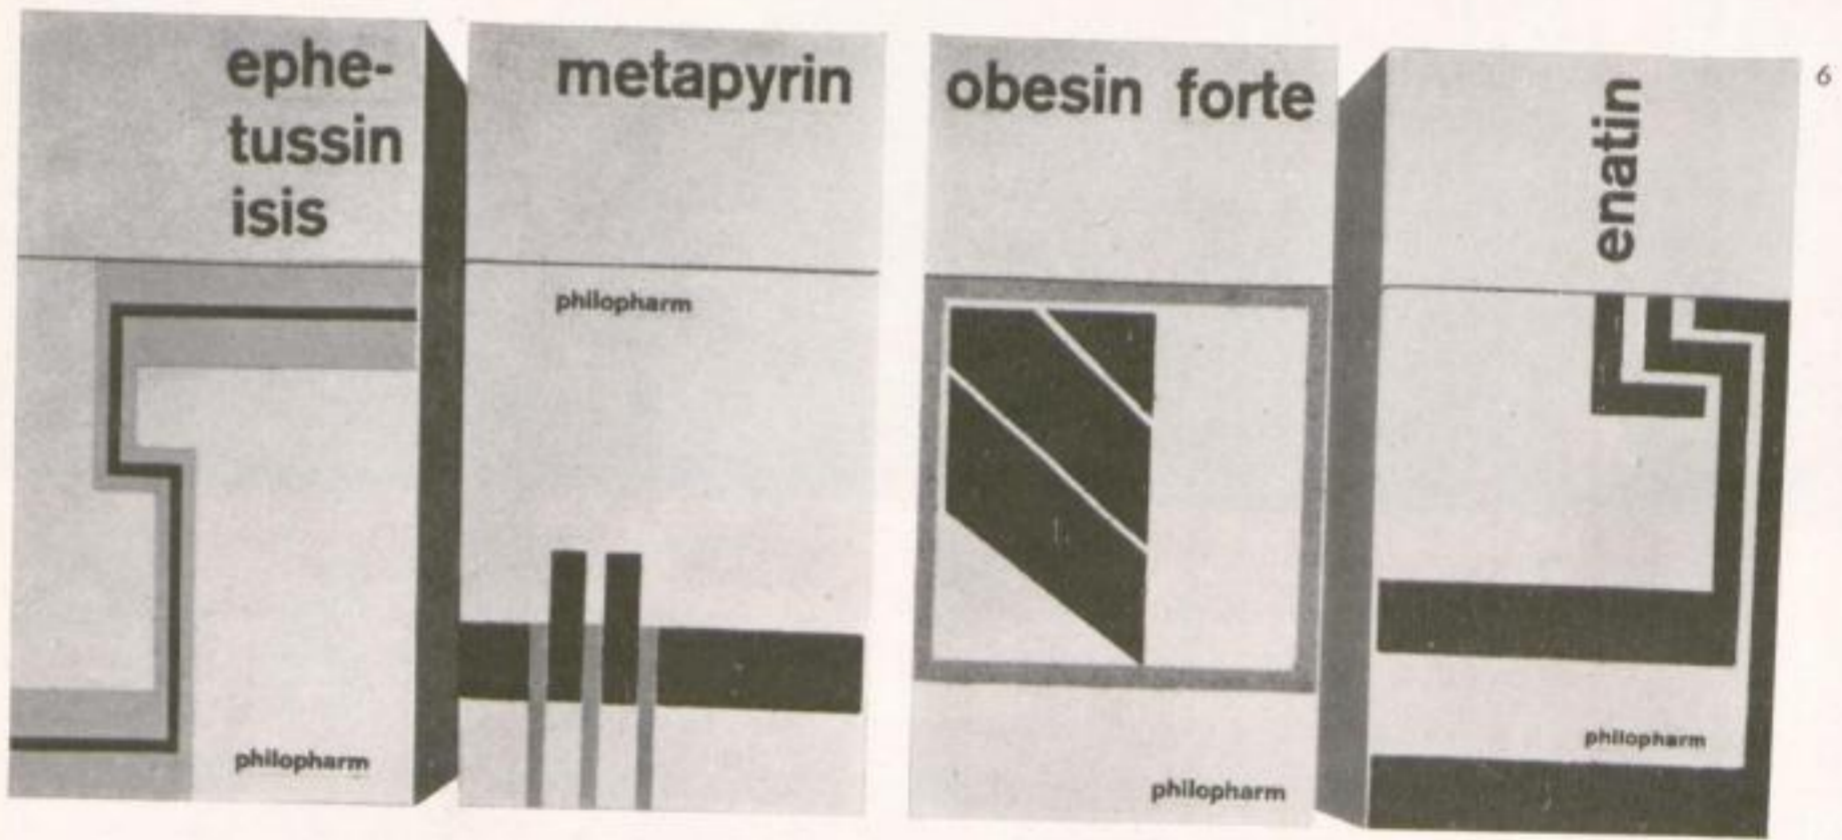 ephe-
tussin
isis
philopharm
metapyrin
philopharm
obesin forte
philopharm
enatin
philopharm
6